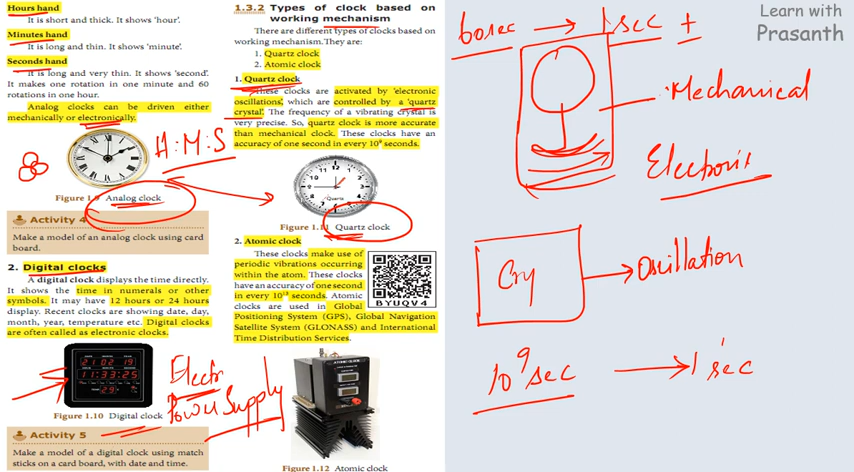 Hours hand
It is short and thick. It shows 'hour'.
Minutes hand
It is long and thin. It shows 'minute'.
Seconds hand
It is long and very thin. It shows 'second'.
It makes one rotation in one minute and 60
rotations in one hour.
Analog clocks can be driven either
mechanically or electronically.
H:M:S
Analog clock
Activity 4
Make a model of an analog clock using card
board.
2. Digital clocks
A digital clock displays the time directly.
It shows the time in numerals or other
symbols. It may have 12 hours or 24 hours
display. Recent clocks are showing date, day,
month, year, temperature etc. Digital clocks
are often called as electronic clocks.
21 02 19
11:33:25
29
Electr
Power Supply
Figure 1.10 Digital clock
Activity 5
Make a model of a digital clock using match
sticks on a card board, with date and time.
1.3.2 Types of clock based on
working mechanism
There are different types of clocks based on
working mechanism. They are:
1. Quartz clock
2. Atomic clock
1. Quartz clock
These clocks are activated by 'electronic
oscillations', which are controlled by a 'quartz
crystal'. The frequency of a vibrating crystal is
very precise. So, quartz clock is more accurate
than mechanical clock. These clocks have an
accuracy of one second in every 10⁹ seconds.
Quartz
Figure 1.11 Quartz clock
2. Atomic clock
These clocks make use of
periodic vibrations occurring
within the atom. These clocks
have an accuracy of one second
in every 10¹³ seconds. Atomic
clocks are used in Global
Positioning System (GPS), Global Navigation
Satellite System (GLONASS) and International
Time Distribution Services.
BYUQV4
ATOMIC CLOCK
Figure 1.12 Atomic clock
Learn with
Prasanth
60sec → 1sec +
Mechanical
Electroni
Cry → Oscillation
10⁹ sec → 1 sec